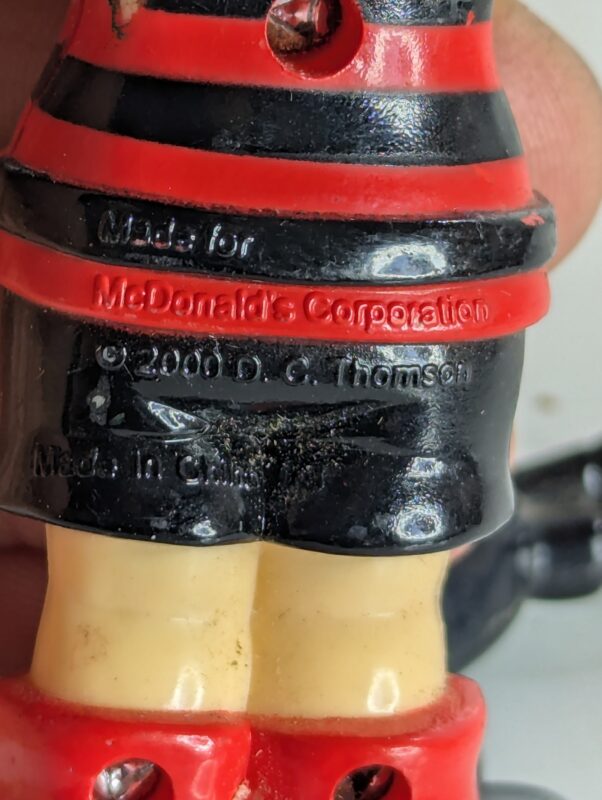 Made for
McDonald's Corporation
© 2000 D. C. Thomson
Made in China